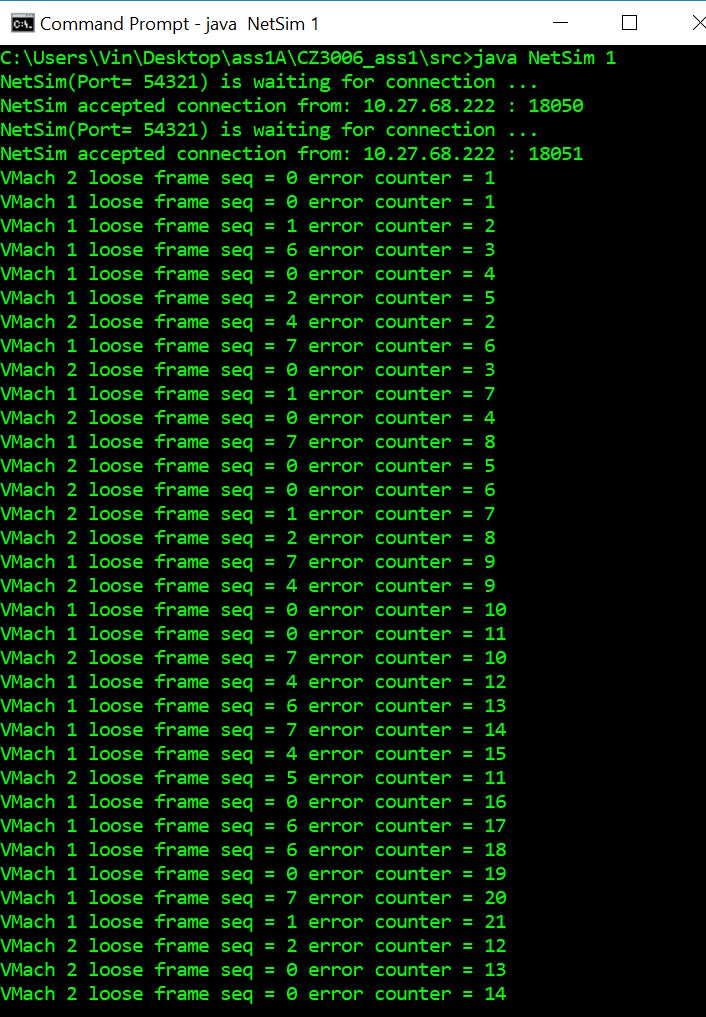 Command Prompt - java  NetSim 1
C:\Users\Vin\Desktop\ass1A\CZ3006_ass1\src>java NetSim 1
NetSim(Port= 54321) is waiting for connection ...
NetSim accepted connection from: 10.27.68.222 : 18050
NetSim(Port= 54321) is waiting for connection ...
NetSim accepted connection from: 10.27.68.222 : 18051
VMach 2 loose frame seq = 0 error counter = 1
VMach 1 loose frame seq = 0 error counter = 1
VMach 1 loose frame seq = 1 error counter = 2
VMach 1 loose frame seq = 6 error counter = 3
VMach 1 loose frame seq = 0 error counter = 4
VMach 1 loose frame seq = 2 error counter = 5
VMach 2 loose frame seq = 4 error counter = 2
VMach 1 loose frame seq = 7 error counter = 6
VMach 2 loose frame seq = 0 error counter = 3
VMach 1 loose frame seq = 1 error counter = 7
VMach 2 loose frame seq = 0 error counter = 4
VMach 1 loose frame seq = 7 error counter = 8
VMach 2 loose frame seq = 0 error counter = 5
VMach 2 loose frame seq = 0 error counter = 6
VMach 2 loose frame seq = 1 error counter = 7
VMach 2 loose frame seq = 2 error counter = 8
VMach 1 loose frame seq = 7 error counter = 9
VMach 2 loose frame seq = 4 error counter = 9
VMach 1 loose frame seq = 0 error counter = 10
VMach 1 loose frame seq = 0 error counter = 11
VMach 2 loose frame seq = 7 error counter = 10
VMach 1 loose frame seq = 4 error counter = 12
VMach 1 loose frame seq = 6 error counter = 13
VMach 1 loose frame seq = 7 error counter = 14
VMach 1 loose frame seq = 4 error counter = 15
VMach 2 loose frame seq = 5 error counter = 11
VMach 1 loose frame seq = 0 error counter = 16
VMach 1 loose frame seq = 6 error counter = 17
VMach 1 loose frame seq = 6 error counter = 18
VMach 1 loose frame seq = 0 error counter = 19
VMach 1 loose frame seq = 7 error counter = 20
VMach 1 loose frame seq = 1 error counter = 21
VMach 2 loose frame seq = 2 error counter = 12
VMach 2 loose frame seq = 0 error counter = 13
VMach 2 loose frame seq = 0 error counter = 14